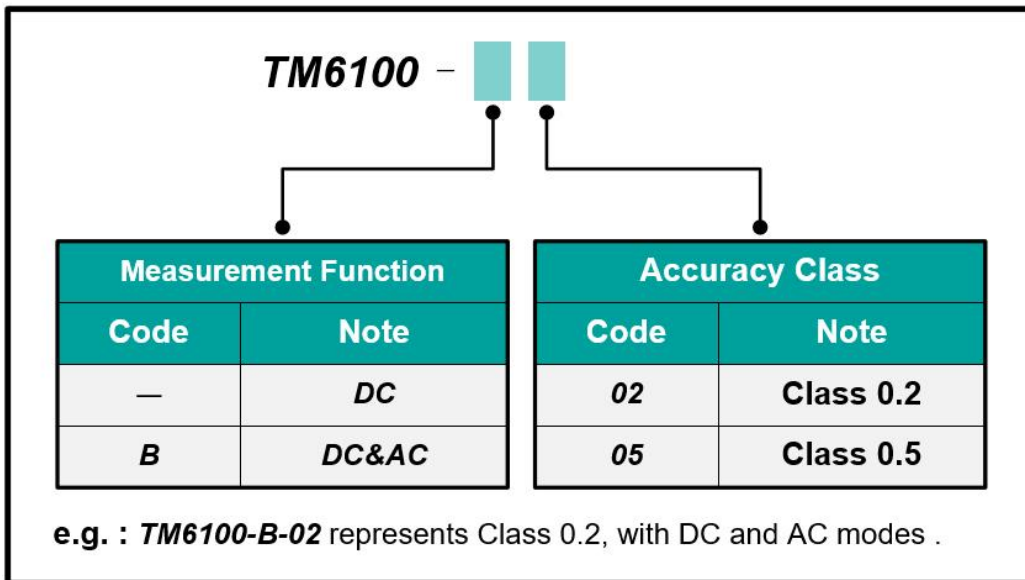 TM6100 –
Measurement Function
Code Note
— DC
B DC&AC
Accuracy Class
Code Note
02 Class 0.2
05 Class 0.5
e.g. : TM6100-B-02 represents Class 0.2, with DC and AC modes .